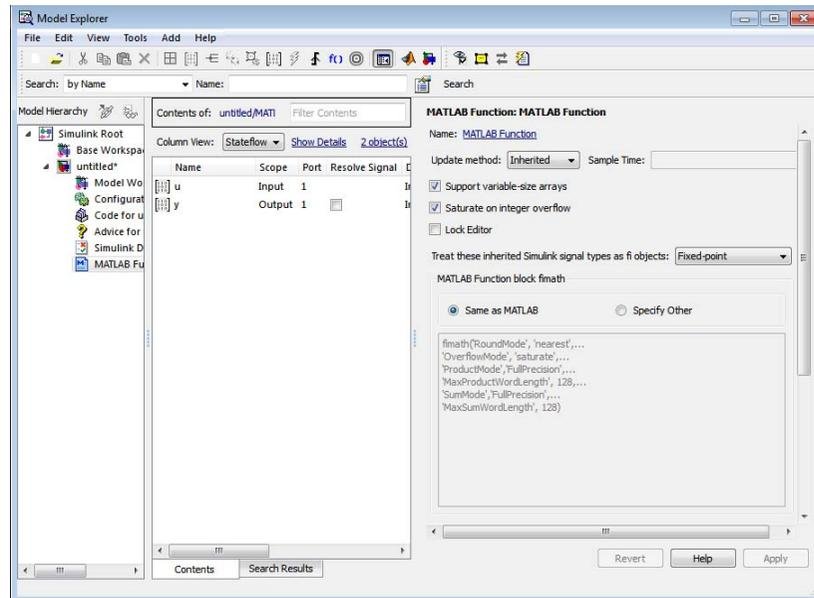 Model Explorer
File Edit View Tools Add Help
Search: by Name Name: Search
Model Hierarchy
Simulink Root
Base Workspa
untitled*
Model Wo
Configurat
Code for u
Advice for
Simulink D
MATLAB Fu
Contents of: untitled/MATI Filter Contents
Column View: Stateflow Show Details 2 object(s)
Name Scope Port Resolve Signal D
u Input 1 In
y Output 1 In
Contents Search Results
MATLAB Function: MATLAB Function
Name: MATLAB Function
Update method: Inherited Sample Time:
Support variable-size arrays
Saturate on integer overflow
Lock Editor
Treat these inherited Simulink signal types as fi objects: Fixed-point
MATLAB Function block fimath
Same as MATLAB Specify Other
fimath('RoundMode', 'nearest',...
'OverflowMode', 'saturate',...
'ProductMode','FullPrecision',...
'MaxProductWordLength', 128,...
'SumMode','FullPrecision',...
'MaxSumWordLength', 128)
Revert Help Apply